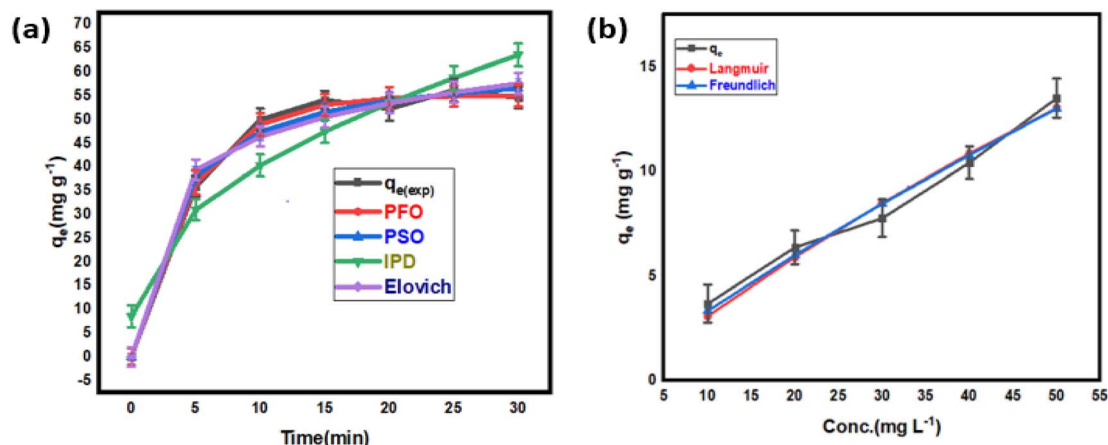 (a)
70
65
60
55
50
45
40
35
30
25
20
15
10
5
0
-5
qe(mg g-1)
qe(exp)
PFO
PSO
IPD
Elovich
0 5 10 15 20 25 30
Time(min)
(b)
15
10
5
0
qe (mg g-1)
qe
Langmuir
Freundlich
5 10 15 20 25 30 35 40 45 50 55
Conc.(mg L-1)